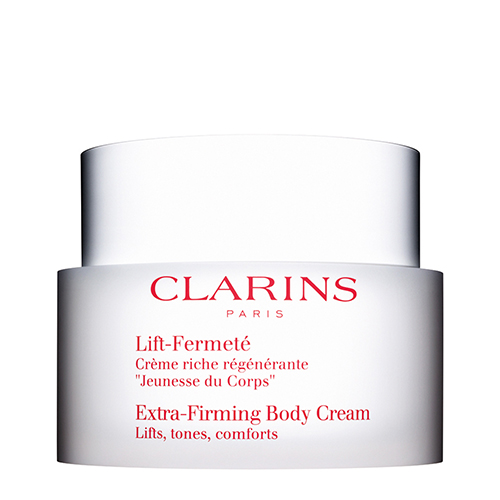 CLARINS
PARIS
Lift-Fermeté
Crème riche régénérante
"Jeunesse du Corps"
Extra-Firming Body Cream
Lifts, tones, comforts